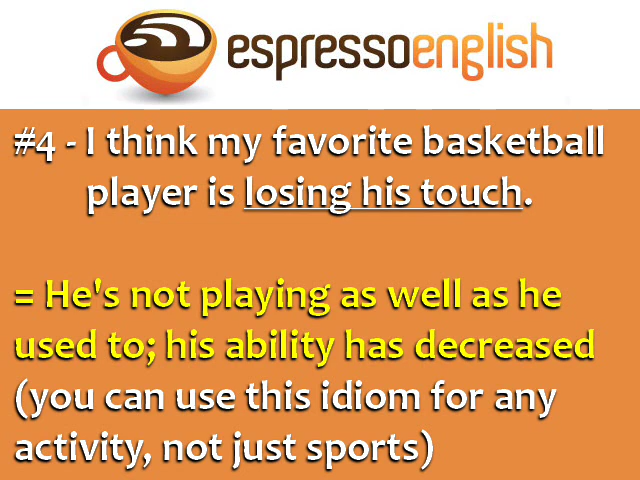 espressoenglish
#4 - I think my favorite basketball
player is losing his touch.
= He's not playing as well as he
used to; his ability has decreased
(you can use this idiom for any
activity, not just sports)